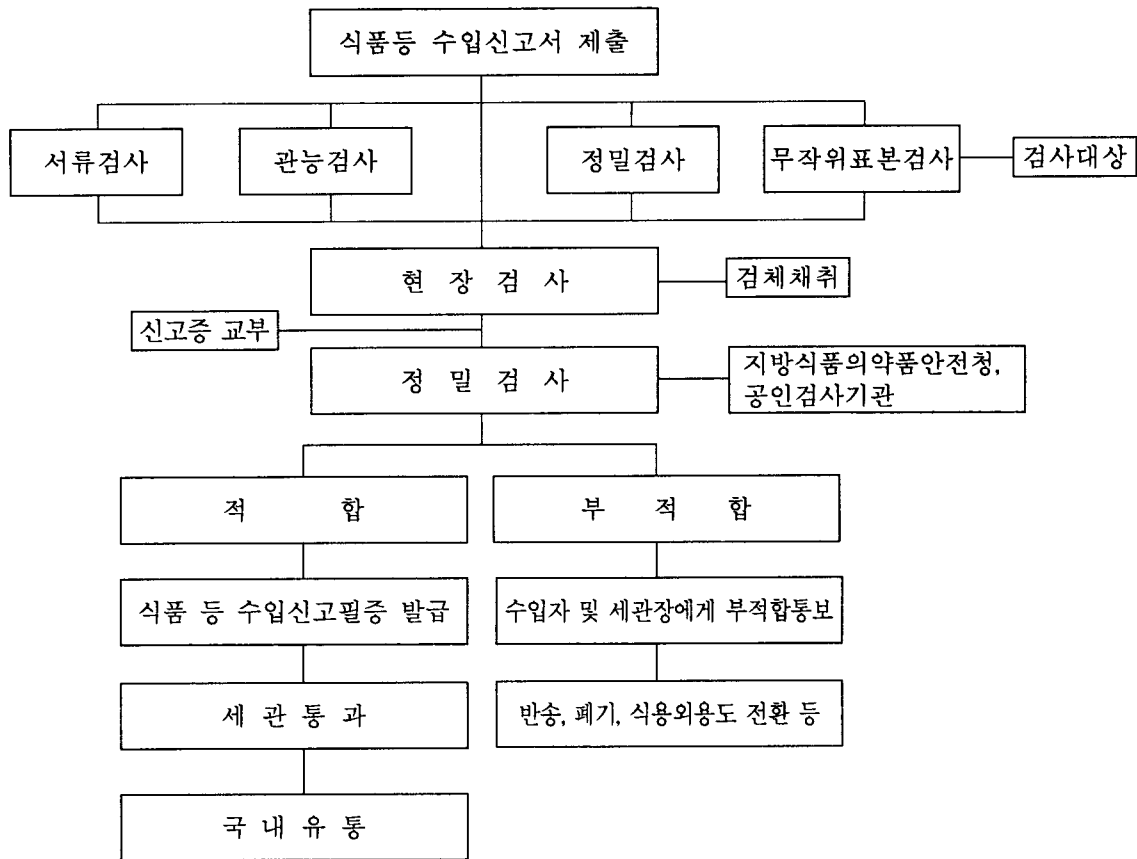 식품등 수입신고서 제출
서류검사
관능검사
정밀검사
무작위표본검사
검사대상
현 장 검 사
검체채취
신고증 교부
정 밀 검 사
지방식품의약품안전청,
공인검사기관
적 합
부 적 합
식품 등 수입신고필증 발급
수입자 및 세관장에게 부적합통보
세 관 통 과
반송, 폐기, 식용외용도 전환 등
국 내 유 통